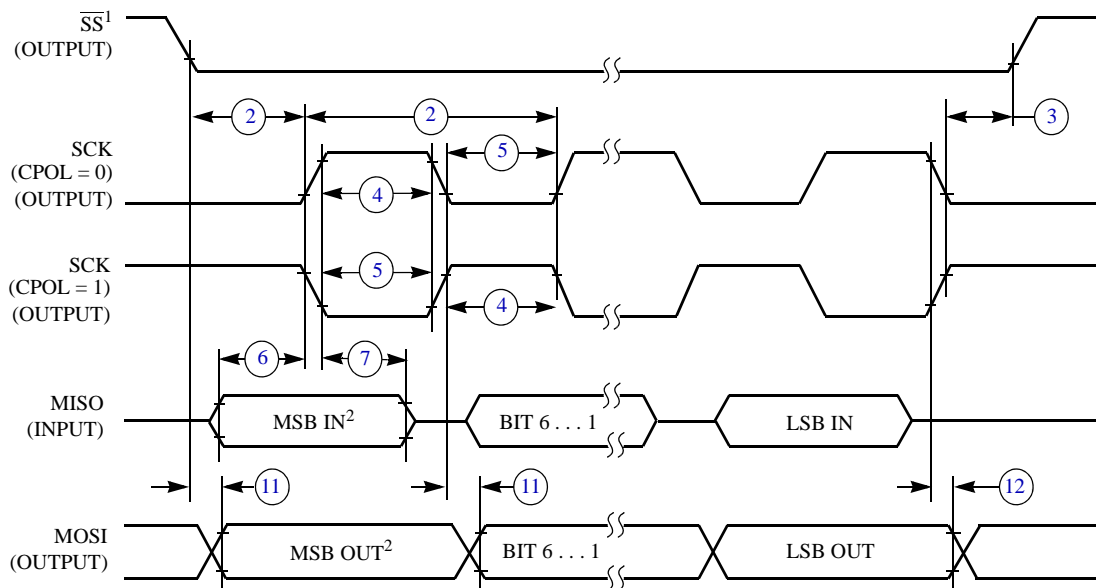 SS¹
(OUTPUT)
2
2
3
SCK
(CPOL = 0)
(OUTPUT)
5
4
SCK
(CPOL = 1)
(OUTPUT)
5
4
6
7
MISO
(INPUT)
MSB IN²
BIT 6 . . . 1
LSB IN
11
11
12
MOSI
(OUTPUT)
MSB OUT²
BIT 6 . . . 1
LSB OUT